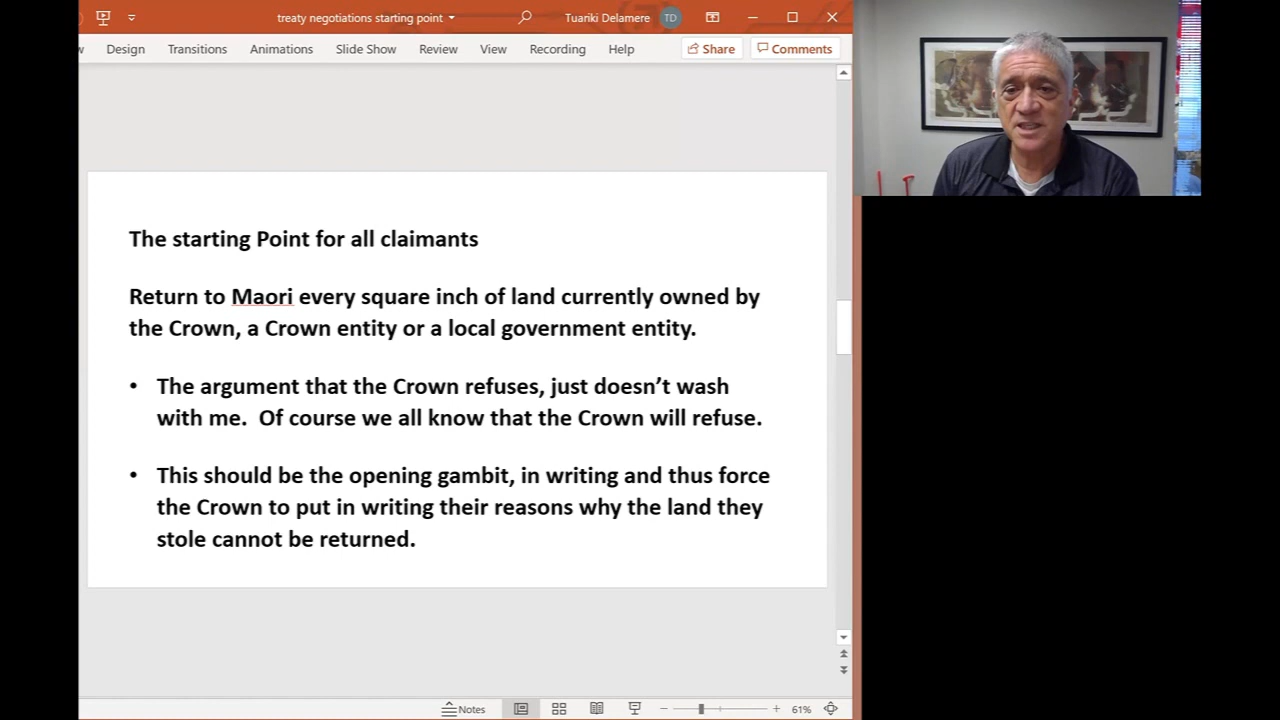 treaty negotiations starting point
Tuariki Delamere
TD
Design Transitions Animations Slide Show Review View Recording Help Share Comments
The starting Point for all claimants
Return to Maori every square inch of land currently owned by
the Crown, a Crown entity or a local government entity.
• The argument that the Crown refuses, just doesn’t wash
with me.  Of course we all know that the Crown will refuse.
• This should be the opening gambit, in writing and thus force
the Crown to put in writing their reasons why the land they
stole cannot be returned.
Notes
61%